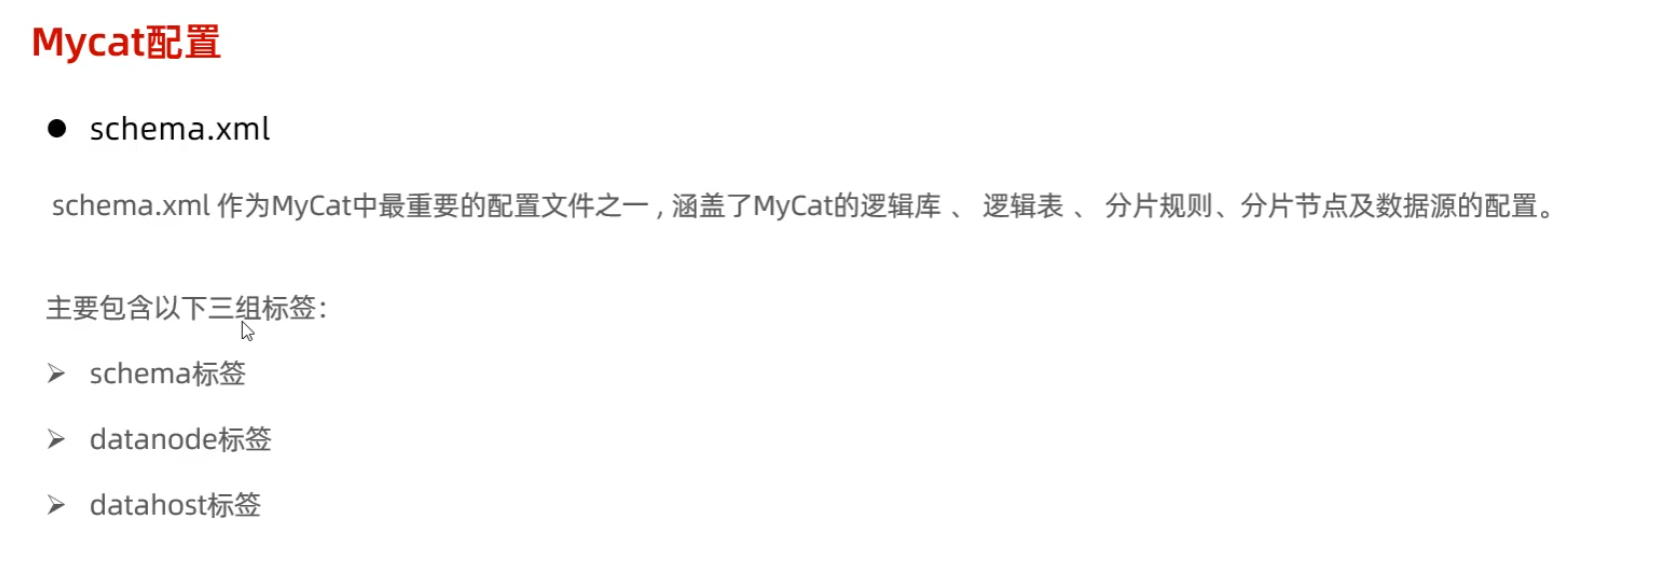 Mycat配置
schema.xml
schema.xml 作为MyCat中最重要的配置文件之一 , 涵盖了MyCat的逻辑库 、 逻辑表 、 分片规则、分片节点及数据源的配置。
主要包含以下三组标签：
schema标签
datanode标签
datahost标签